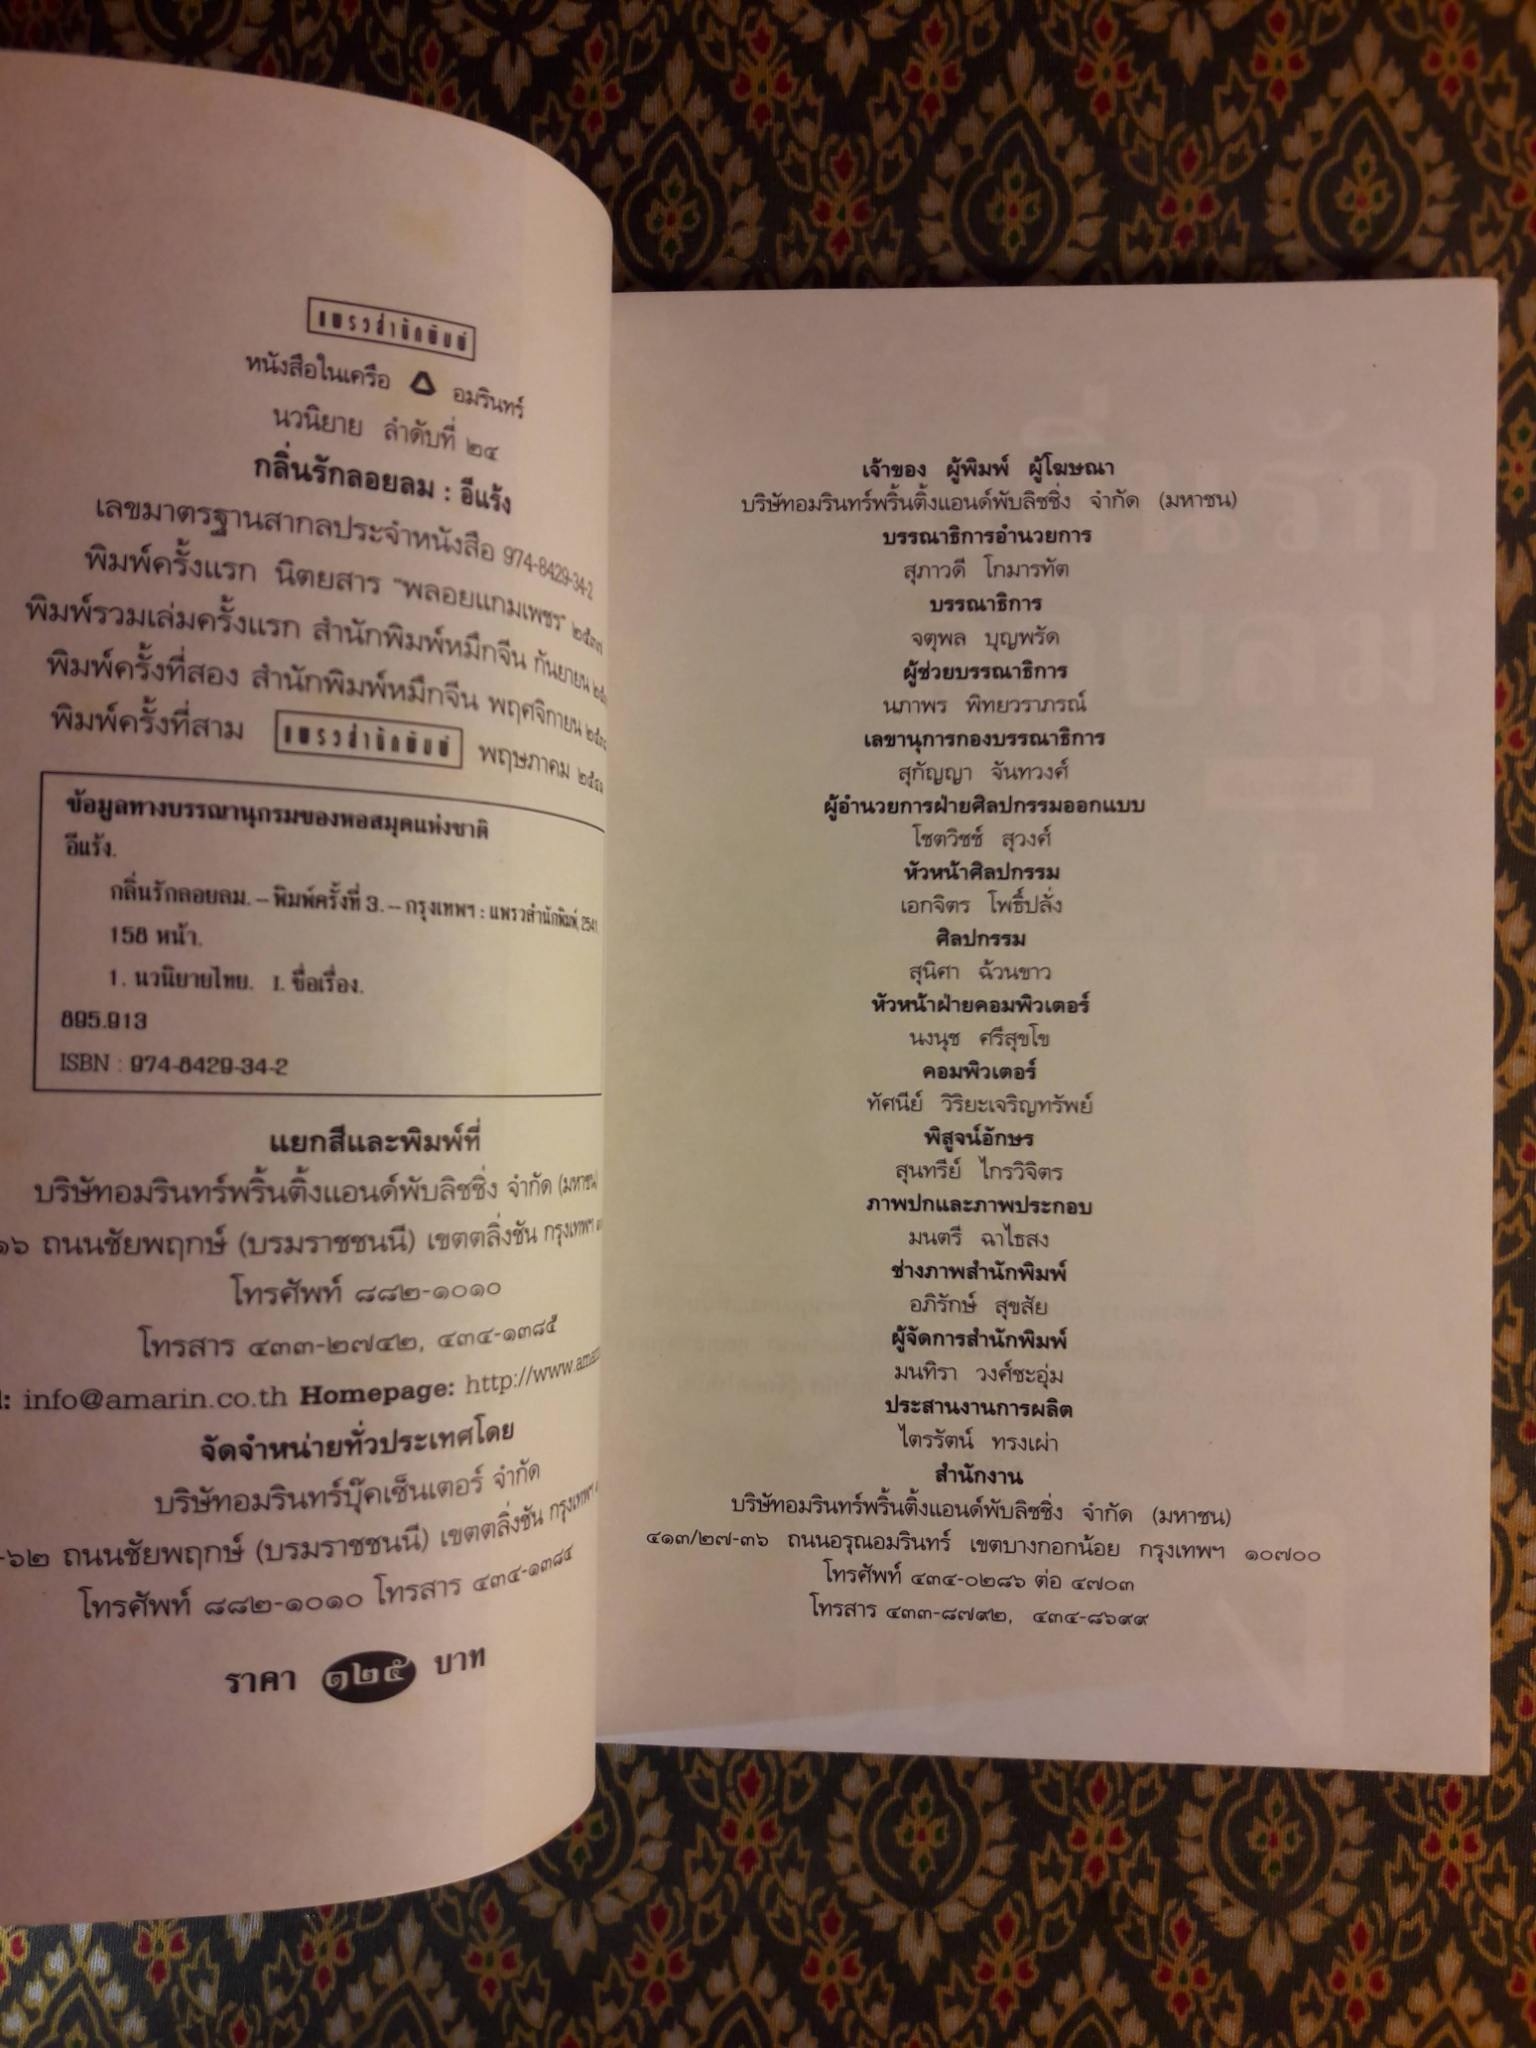 แพรวสำนักพิมพ์
หนังสือในเครือ อมรินทร์
นวนิยาย ลำดับที่ ๒๔
กลิ่นรักลอยลม : อีแร้ง
เลขมาตรฐานสากลประจำหนังสือ 974-8429-34-2
พิมพ์ครั้งแรก นิตยสาร "พลอยแกมเพชร" ๒๕๓๗
พิมพ์รวมเล่มครั้งแรก สำนักพิมพ์หมึกจีน กันยายน
พิมพ์ครั้งที่สอง สำนักพิมพ์หมึกจีน พฤศจิกายน
พิมพ์ครั้งที่สาม แพรวสำนักพิมพ์ พฤษภาคม ๒๕๔๑
ข้อมูลทางบรรณานุกรมของหอสมุดแห่งชาติ
อีแร้ง.
กลิ่นรักลอยลม. – พิมพ์ครั้งที่ 3. – กรุงเทพฯ : แพรวสำนักพิมพ์, 2541.
158 หน้า.
1. นวนิยายไทย. I. ชื่อเรื่อง.
895.913
ISBN : 974-8429-34-2
แยกสีและพิมพ์ที่
บริษัทอมรินทร์พริ้นติ้งแอนด์พับลิชชิ่ง จำกัด (มหาชน)
๑๖ ถนนชัยพฤกษ์ (บรมราชชนนี) เขตตลิ่งชัน กรุงเทพฯ
โทรศัพท์ ๘๘๒-๑๐๑๐
โทรสาร ๔๓๓-๒๗๔๒, ๔๓๔-๑๓๘๕
info@amarin.co.th Homepage: http://www.amarin
จัดจำหน่ายทั่วประเทศโดย
บริษัทอมรินทร์บุ๊คเซ็นเตอร์ จำกัด
-๖๒ ถนนชัยพฤกษ์ (บรมราชชนนี) เขตตลิ่งชัน กรุงเทพฯ
โทรศัพท์ ๘๘๒-๑๐๑๐ โทรสาร ๔๓๔-๑๓๘๔
ราคา ๑๒๕ บาท
เจ้าของ ผู้พิมพ์ ผู้โฆษณา
บริษัทอมรินทร์พริ้นติ้งแอนด์พับลิชชิ่ง จำกัด (มหาชน)
บรรณาธิการอำนวยการ
สุภาวดี โกมารทัต
บรรณาธิการ
จตุพล บุญพรัด
ผู้ช่วยบรรณาธิการ
นภาพร พิทยวราภรณ์
เลขานุการกองบรรณาธิการ
สุกัญญา จันทวงศ์
ผู้อำนวยการฝ่ายศิลปกรรมออกแบบ
โชตวิชช์ สุวงศ์
หัวหน้าศิลปกรรม
เอกจิตร โพธิ์ปลั่ง
ศิลปกรรม
สุนิศา ฉ้วนขาว
หัวหน้าฝ่ายคอมพิวเตอร์
นงนุช ศรีสุขโข
คอมพิวเตอร์
ทัศนีย์ วิริยะเจริญทรัพย์
พิสูจน์อักษร
สุนทรีย์ ไกรวิจิตร
ภาพปกและภาพประกอบ
มนตรี ฉาไธสง
ช่างภาพสำนักพิมพ์
อภิรักษ์ สุขสัย
ผู้จัดการสำนักพิมพ์
มนทิรา วงศ์ชะอุ่ม
ประสานงานการผลิต
ไตรรัตน์ ทรงเผ่า
สำนักงาน
บริษัทอมรินทร์พริ้นติ้งแอนด์พับลิชชิ่ง จำกัด (มหาชน)
๔๑๓/๒๗-๓๖ ถนนอรุณอมรินทร์ เขตบางกอกน้อย กรุงเทพฯ ๑๐๗๐๐
โทรศัพท์ ๔๓๔-๐๒๘๖ ต่อ ๔๗๐๓
โทรสาร ๔๓๓-๘๗๙๒, ๔๓๔-๘๖๙๙